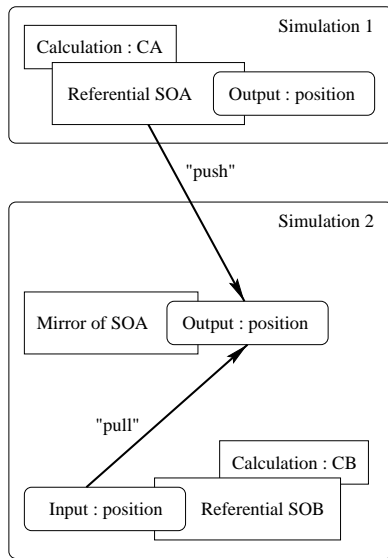 Simulation 1
Calculation : CA
Referential SOA
Output : position
"push"
Simulation 2
Mirror of SOA
Output : position
"pull"
Calculation : CB
Input : position
Referential SOB